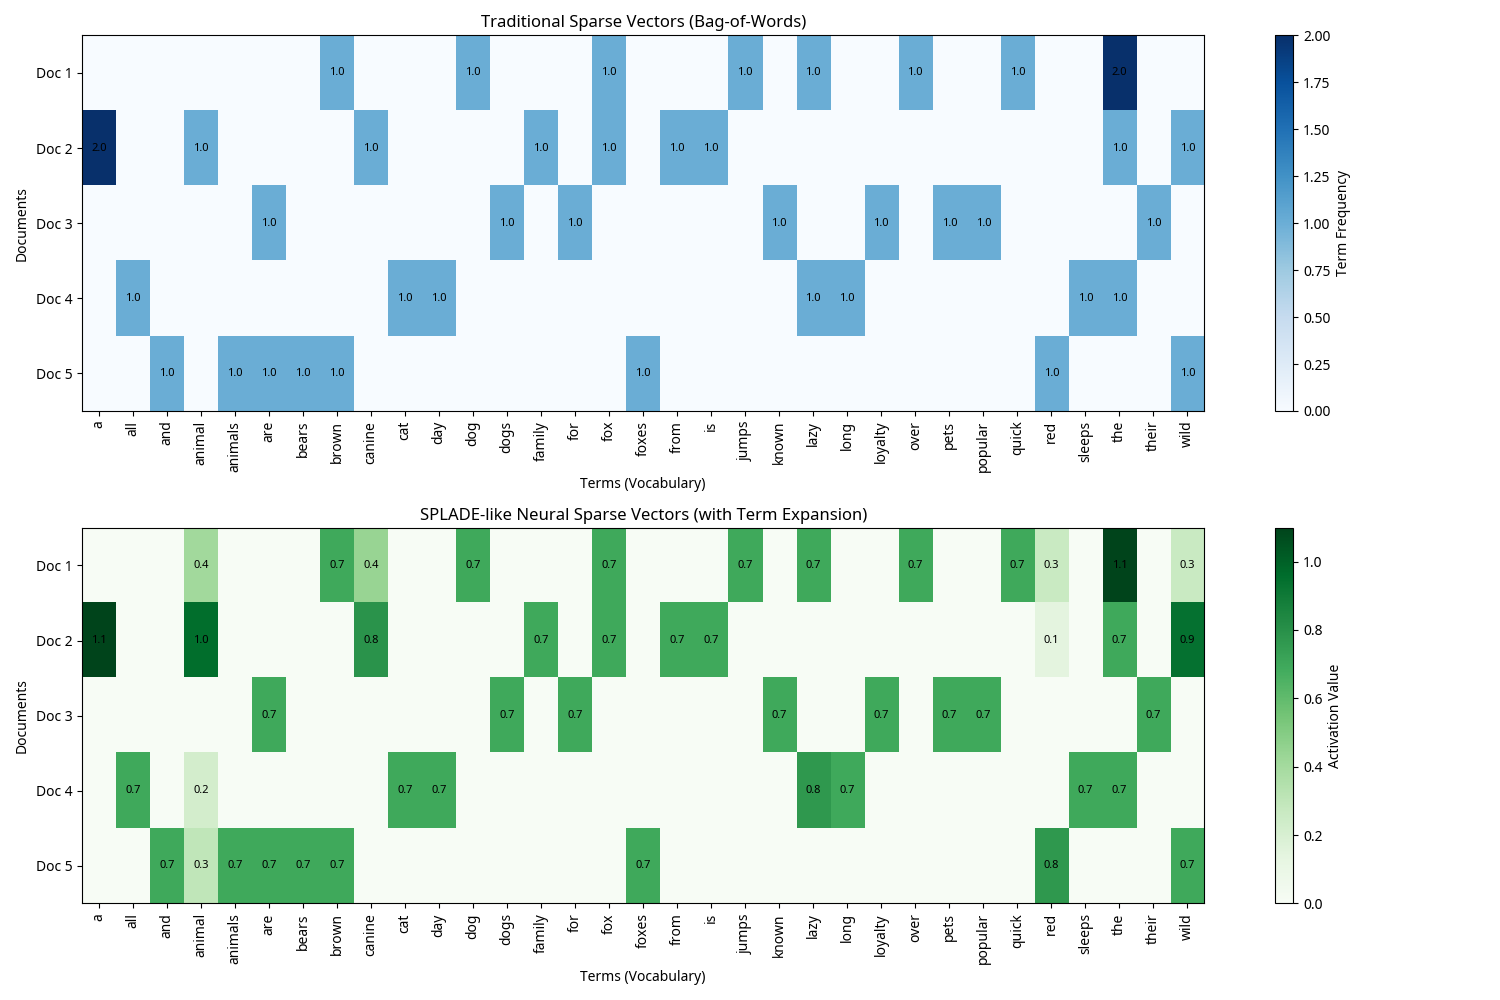 Traditional Sparse Vectors (Bag-of-Words)
Documents
Doc 1 1.0 1.0 1.0 1.0 1.0 1.0 1.0 2.0
Doc 2 2.0 1.0 1.0 1.0 1.0 1.0 1.0 1.0 1.0
Doc 3 1.0 1.0 1.0 1.0 1.0 1.0 1.0 1.0
Doc 4 1.0 1.0 1.0 1.0 1.0 1.0 1.0
Doc 5 1.0 1.0 1.0 1.0 1.0 1.0 1.0 1.0
a all and animal animals are bears brown canine cat day dog dogs family for fox foxes from is jumps known lazy long loyalty over pets popular quick red sleeps the their wild
Terms (Vocabulary)
2.00
1.75
1.50
1.25
1.00
0.75
0.50
0.25
0.00
Term Frequency
SPLADE-like Neural Sparse Vectors (with Term Expansion)
Documents
Doc 1 0.4 0.7 0.4 0.7 0.7 0.7 0.7 0.7 0.7 0.3 1.1 0.3
Doc 2 1.1 1.0 0.8 0.7 0.7 0.7 0.7 0.1 0.7 0.9
Doc 3 0.7 0.7 0.7 0.7 0.7 0.7 0.7 0.7
Doc 4 0.7 0.2 0.7 0.7 0.8 0.7 0.7 0.7
Doc 5 0.7 0.3 0.7 0.7 0.7 0.7 0.7 0.8 0.7
a all and animal animals are bears brown canine cat day dog dogs family for fox foxes from is jumps known lazy long loyalty over pets popular quick red sleeps the their wild
Terms (Vocabulary)
1.0
0.8
0.6
0.4
0.2
0.0
Activation Value